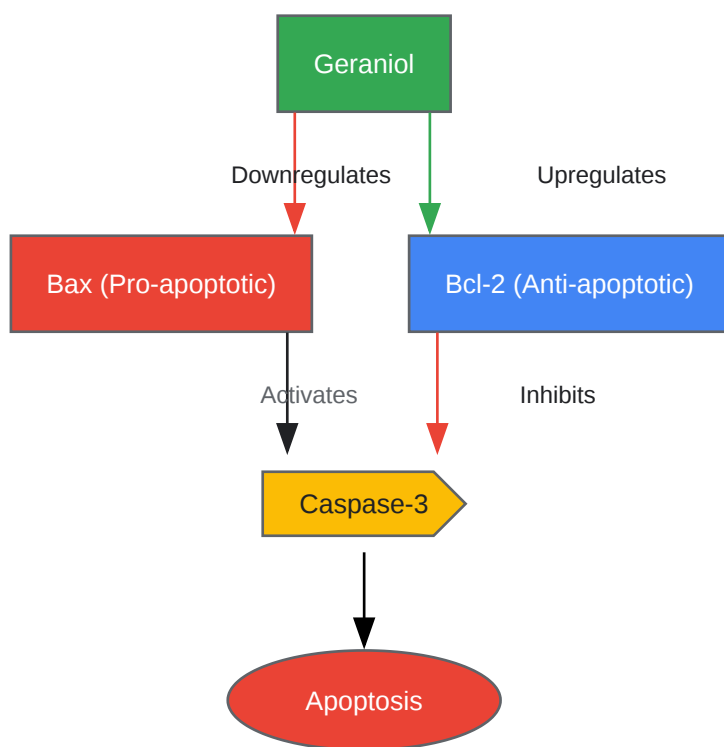 Geraniol
Downregulates
Upregulates
Bax (Pro-apoptotic)
Bcl-2 (Anti-apoptotic)
Activates
Inhibits
Caspase-3
Apoptosis